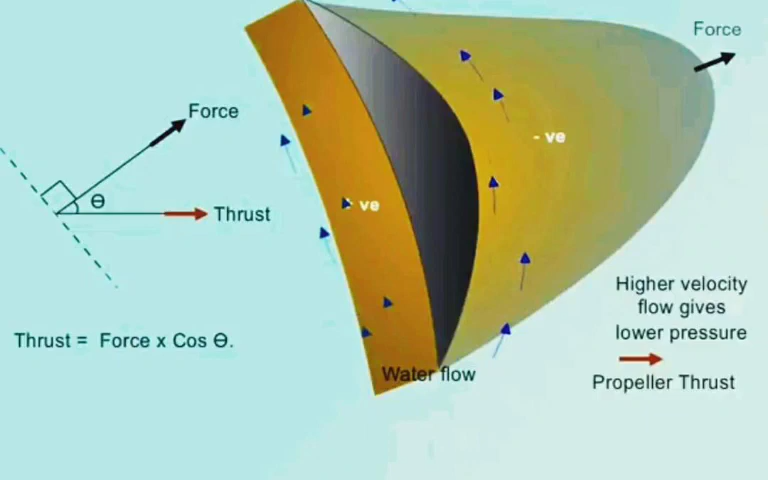 Force
Force
- ve
θ
ve
Thrust
Higher velocity
flow gives
lower pressure
Thrust = Force x Cos θ.
Water flow
Propeller Thrust